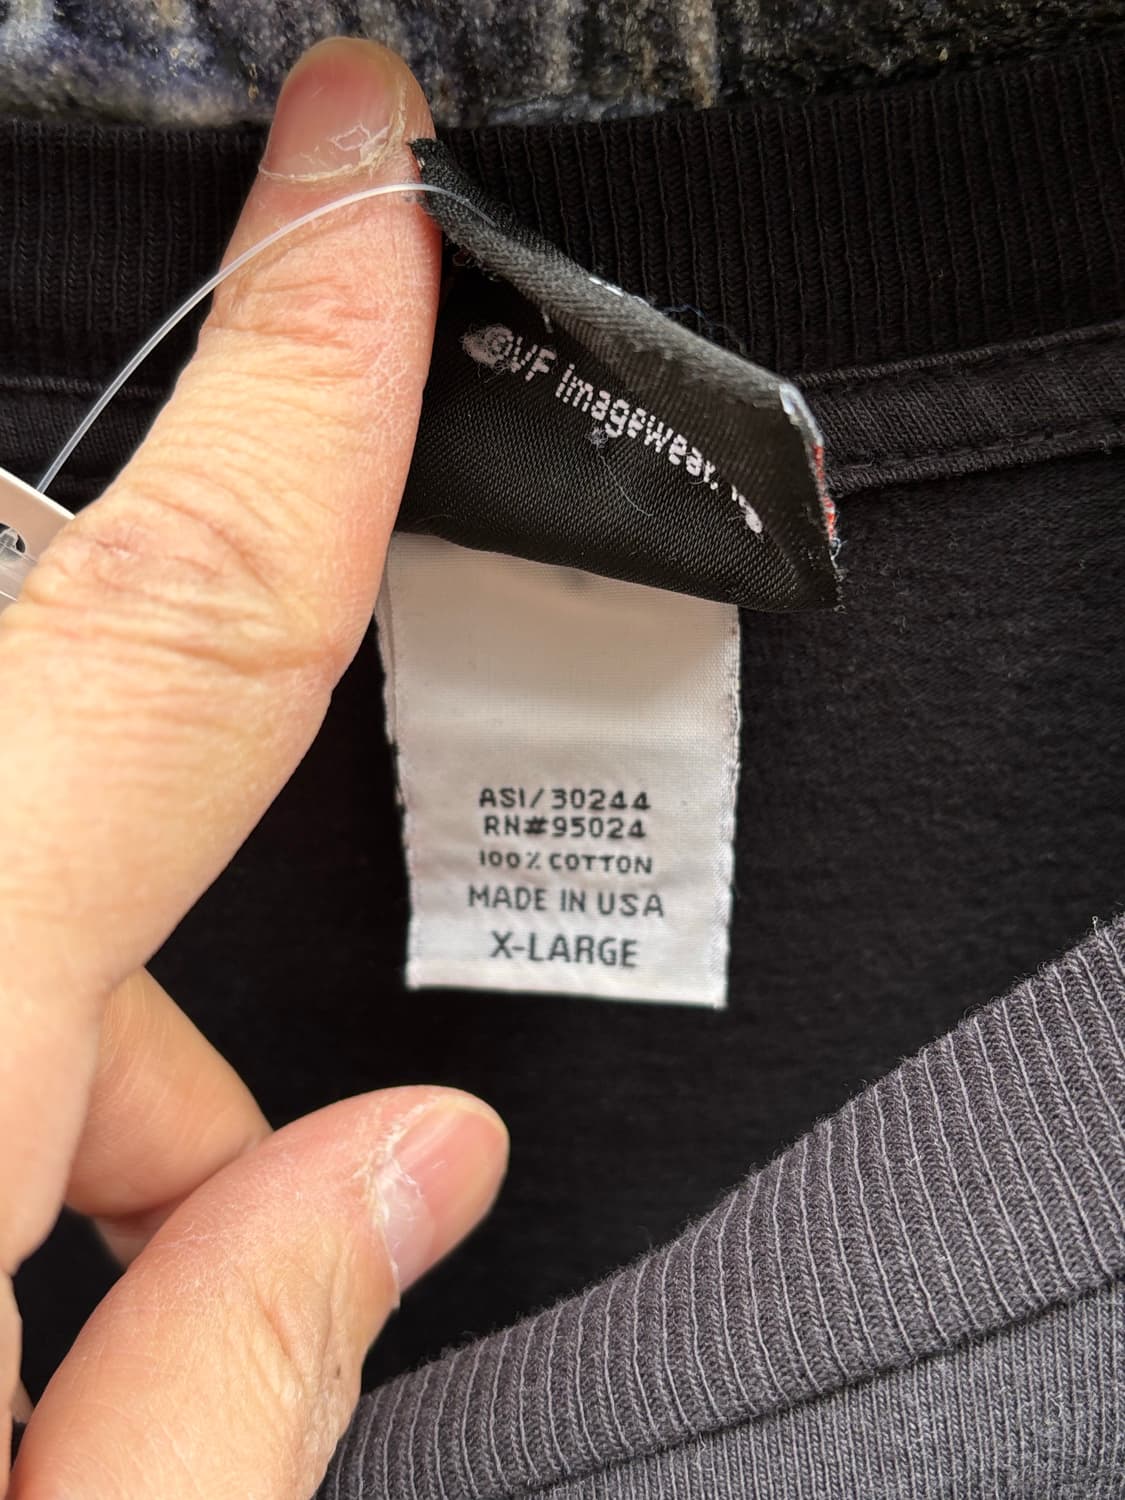 ©VF Imagewear,
ASI/30244
RN#95024
100% COTTON
MADE IN USA
X-LARGE